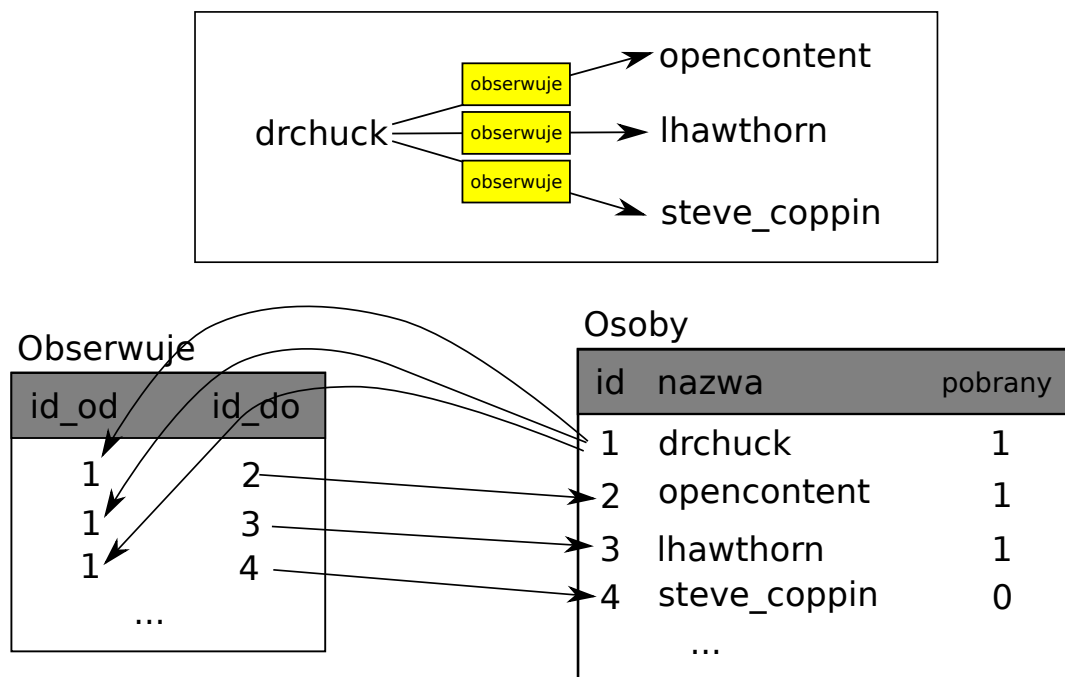 opencontent
obserwuje
drchuck obserwuje lhawthorn
obserwuje
steve_coppin
Obserwuje
id_od id_do
1 2
1 3
1 4
...
Osoby
id nazwa pobrany
1 drchuck 1
2 opencontent 1
3 lhawthorn 1
4 steve_coppin 0
...